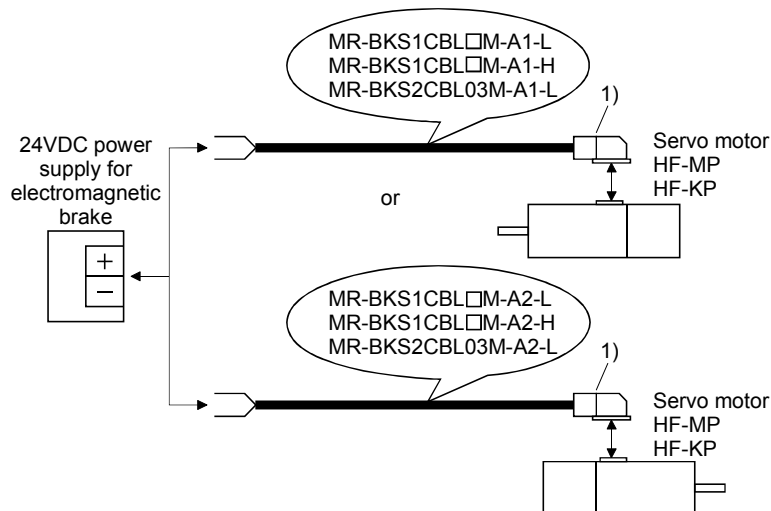 MR-BKS1CBL□M-A1-L
MR-BKS1CBL□M-A1-H
MR-BKS2CBL03M-A1-L
1)
24VDC power
supply for
electromagnetic
brake
Servo motor
HF-MP
HF-KP
or
+
−
MR-BKS1CBL□M-A2-L
MR-BKS1CBL□M-A2-H
MR-BKS2CBL03M-A2-L
1)
Servo motor
HF-MP
HF-KP